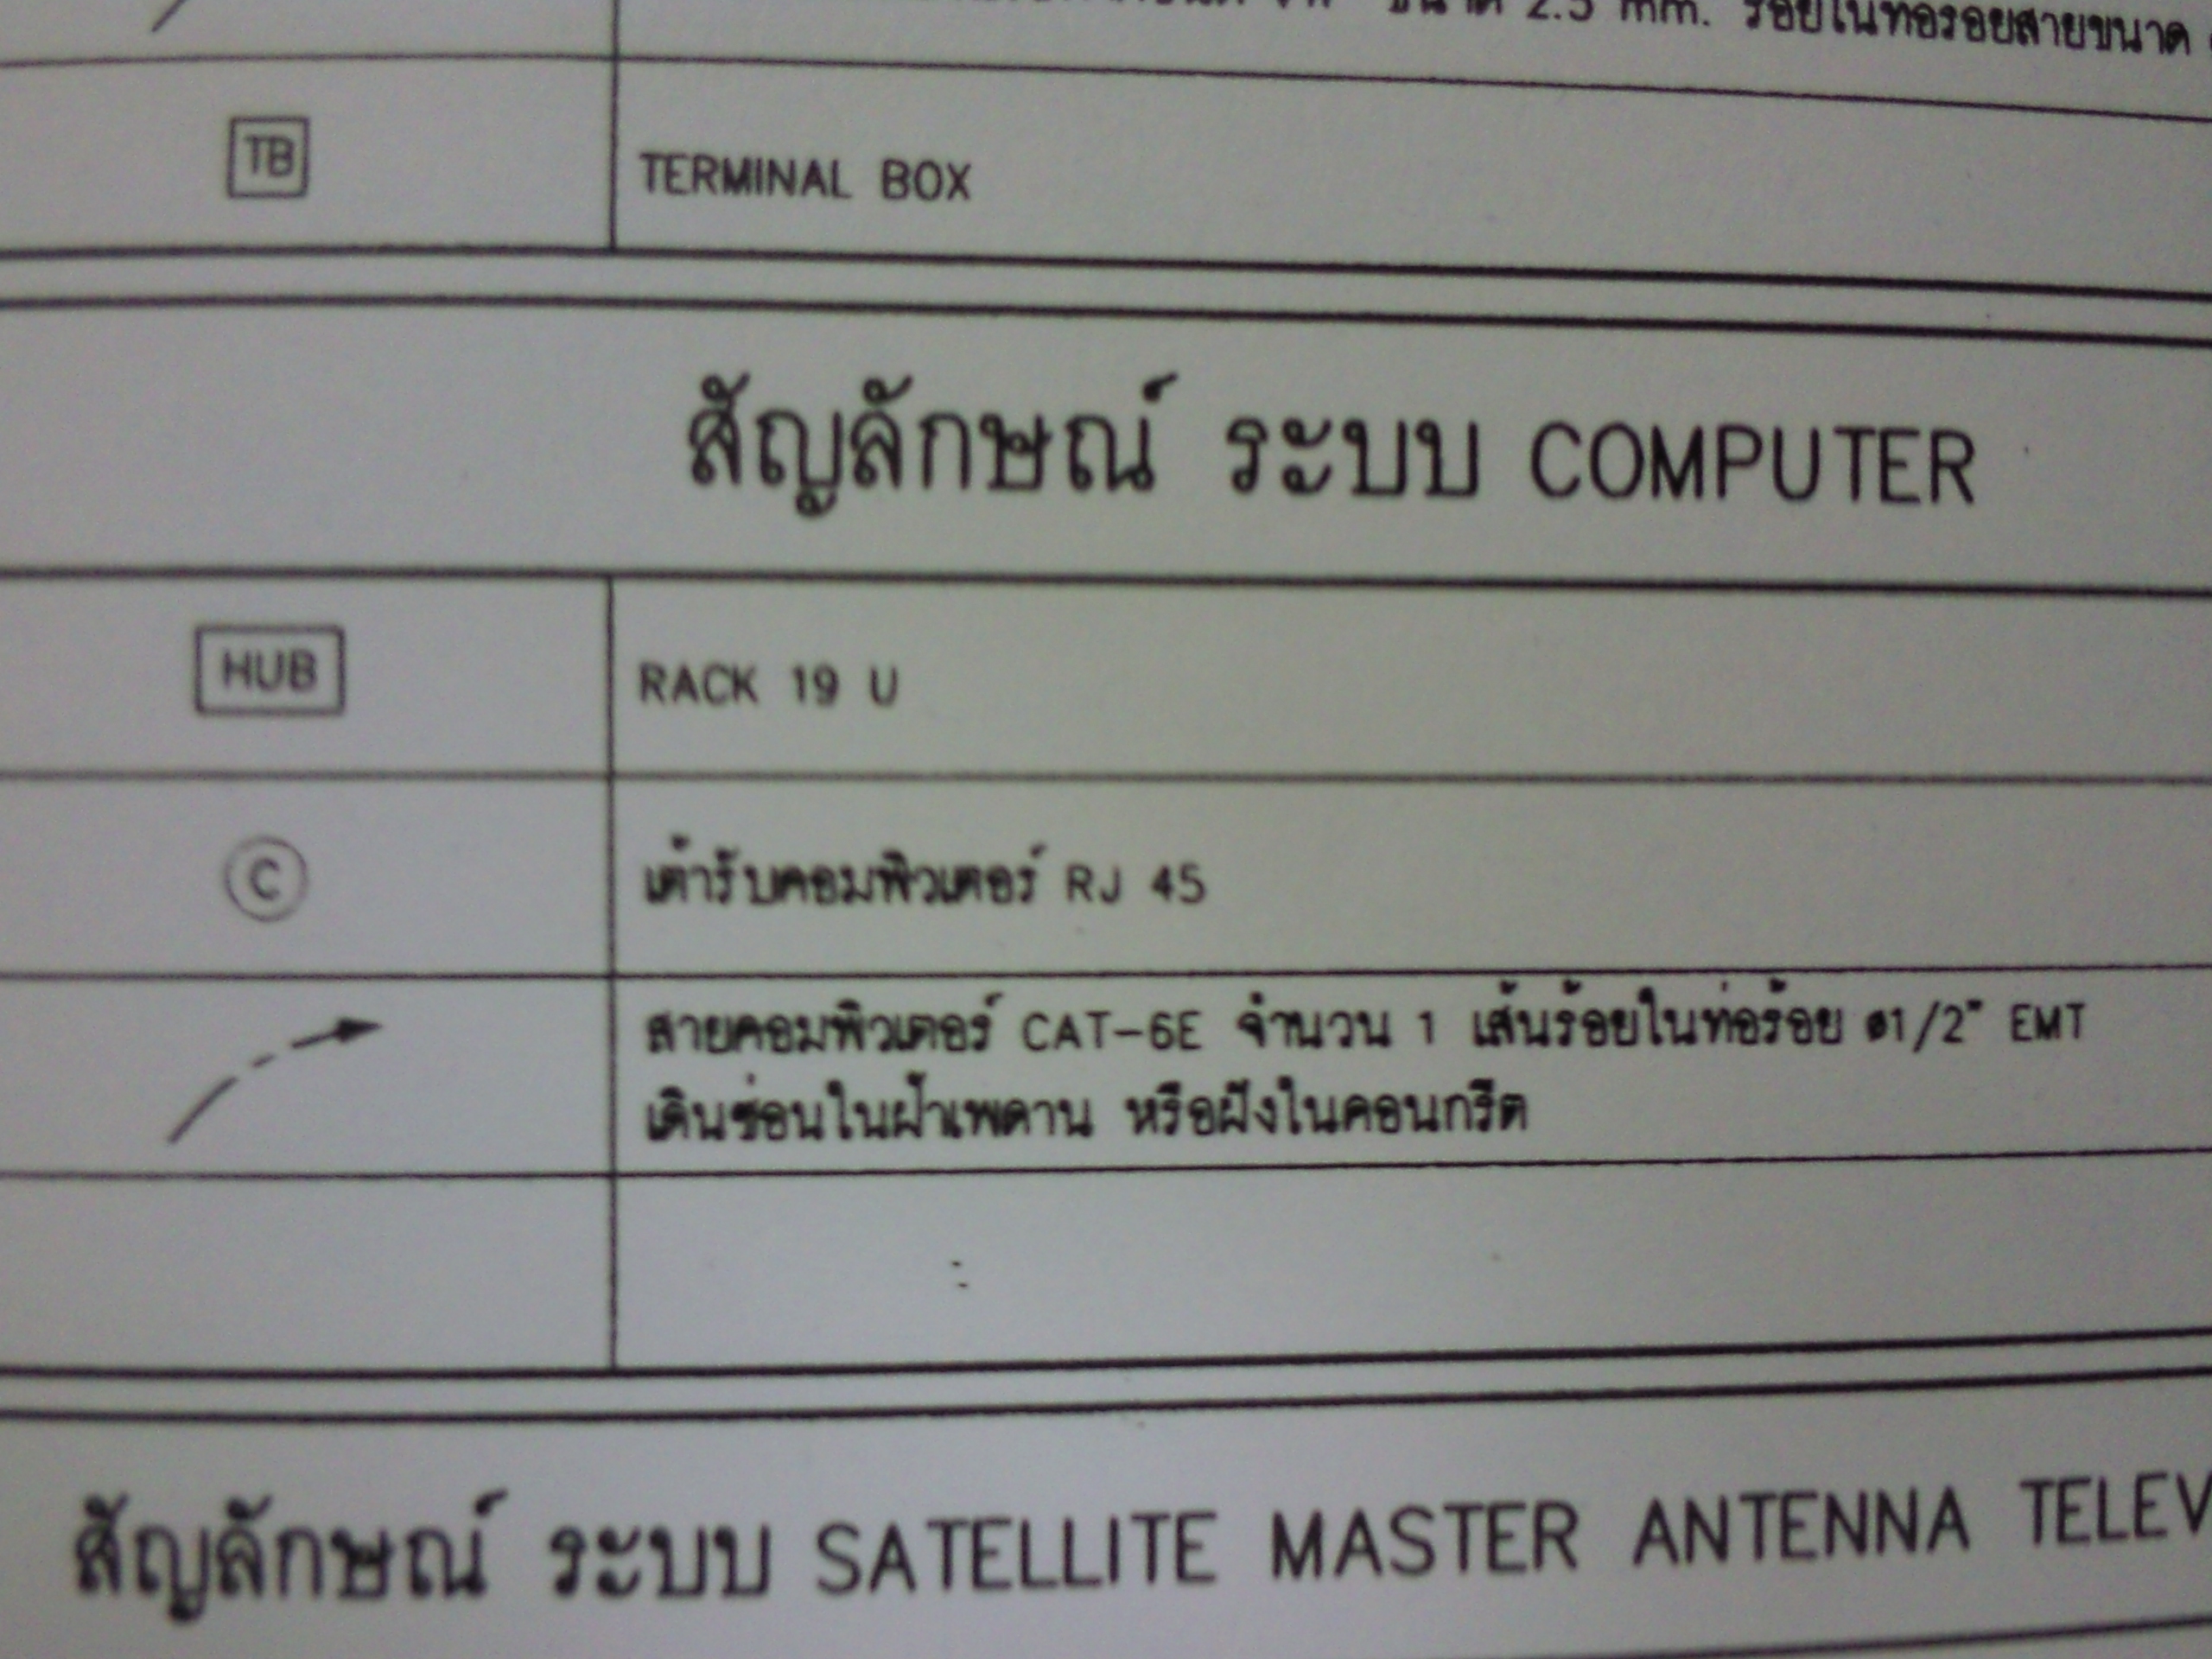 ขนาด 2.5 mm. ร้อยในท่อร้อยสายขนาด
TB TERMINAL BOX
สัญลักษณ์ ระบบ COMPUTER
HUB RACK 19 U
C เต้ารับคอมพิวเตอร์ RJ 45
สายคอมพิวเตอร์ CAT-6E จำนวน 1 เส้นร้อยในท่อร้อย ø1/2" EMT
เดินซ่อนในฝ้าเพดาน หรือฝังในคอนกรีต
สัญลักษณ์ ระบบ SATELLITE MASTER ANTENNA TELEV